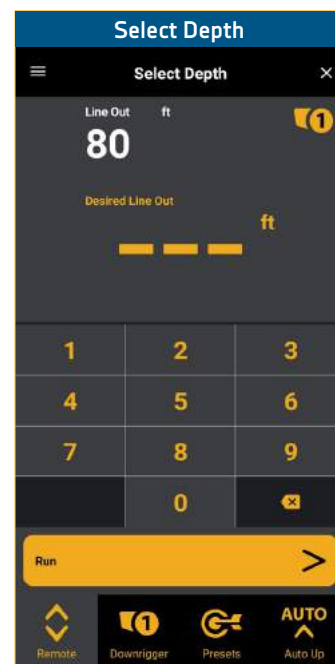 Select Depth
Select Depth
Line Out ft
80
1
Desired Line Out
ft
1 2 3
4 5 6
7 8 9
0
Run
1 AUTO
Remote Downrigger Presets Auto Up